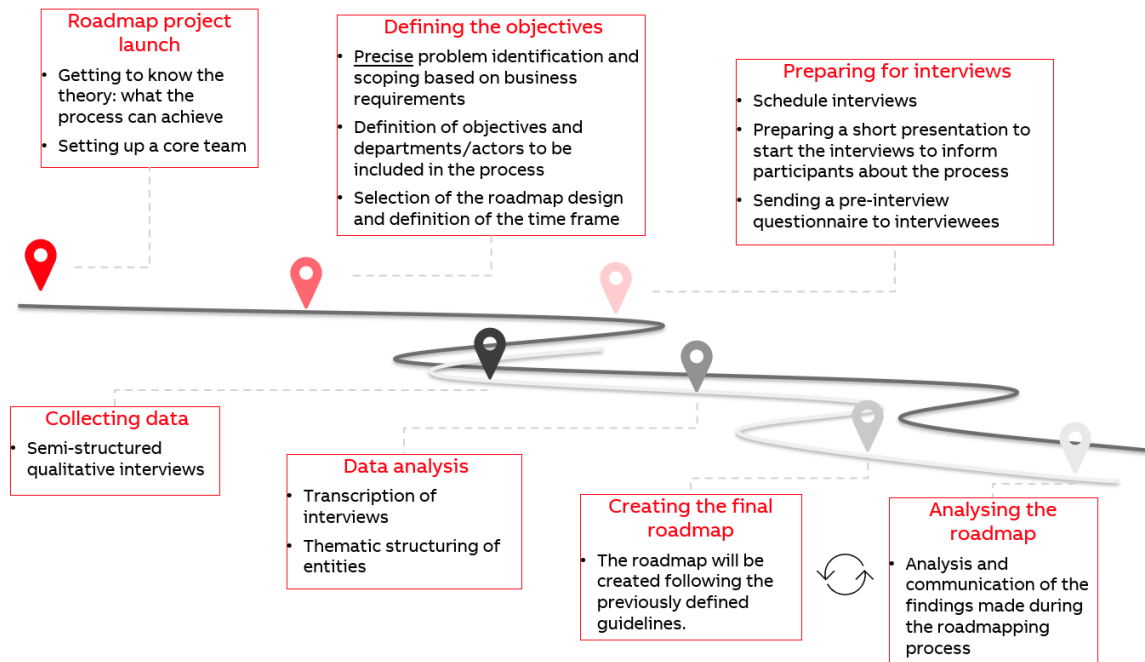 Roadmap project
launch
• Getting to know the
theory: what the
process can achieve
• Setting up a core team
Defining the objectives
• Precise problem identification and
scoping based on business
requirements
• Definition of objectives and
departments/actors to be
included in the process
• Selection of the roadmap design
and definition of the time frame
Preparing for interviews
• Schedule interviews
• Preparing a short presentation to
start the interviews to inform
participants about the process
• Sending a pre-interview
questionnaire to interviewees
Collecting data
• Semi-structured
qualitative interviews
Data analysis
• Transcription of
interviews
• Thematic structuring of
entities
Creating the final
roadmap
• The roadmap will be
created following the
previously defined
guidelines.
Analysing the
roadmap
• Analysis and
communication of the
findings made during
the roadmapping
process